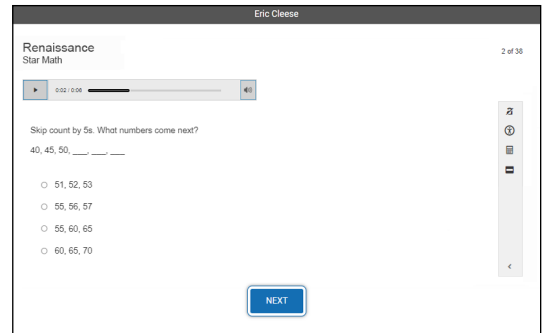 Eric Cleese
Renaissance
Star Math
2 of 38
0:02 / 0:06
Skip count by 5s. What numbers come next?
40, 45, 50, ___, ___, ___
51, 52, 53
55, 56, 57
55, 60, 65
60, 65, 70
NEXT